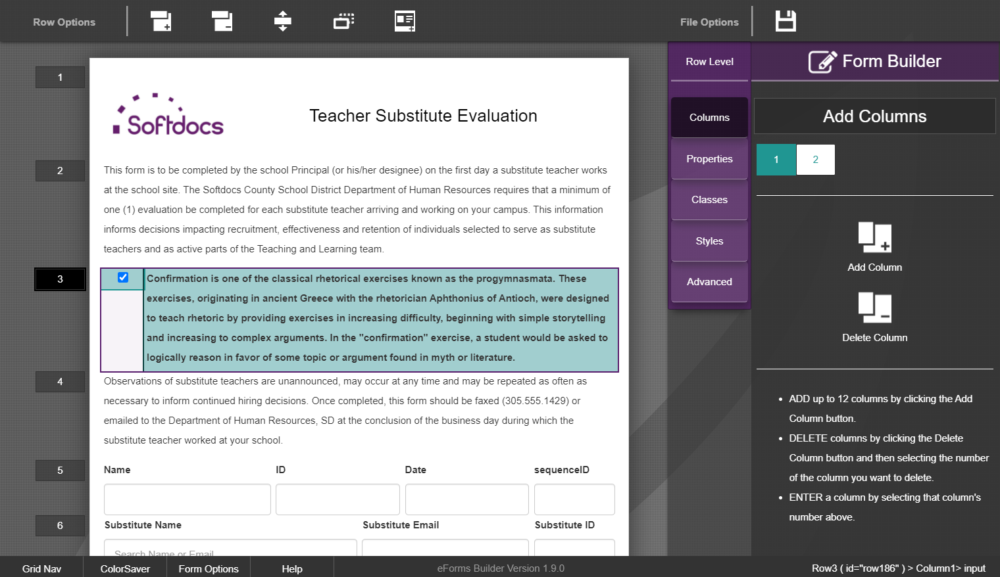 Row Options
File Options
Row Level
Form Builder
1
Softdocs
Teacher Substitute Evaluation
Columns
Add Columns
Properties
1
2
2
This form is to be completed by the school Principal (or his/her designee) on the first day a substitute teacher works
at the school site. The Softdocs County School District Department of Human Resources requires that a minimum of
one (1) evaluation be completed for each substitute teacher arriving and working on your campus. This information
informs decisions impacting recruitment, effectiveness and retention of individuals selected to serve as substitute
teachers and as active parts of the Teaching and Learning team.
Classes
Styles
Advanced
Add Column
Delete Column
3
Confirmation is one of the classical rhetorical exercises known as the progymnasmata. These
exercises, originating in ancient Greece with the rhetorician Aphthonius of Antioch, were designed
to teach rhetoric by providing exercises in increasing difficulty, beginning with simple storytelling
and increasing to complex arguments. In the "confirmation" exercise, a student would be asked to
logically reason in favor of some topic or argument found in myth or literature.
4
Observations of substitute teachers are unannounced, may occur at any time and may be repeated as often as
necessary to inform continued hiring decisions. Once completed, this form should be faxed (305.555.1429) or
emailed to the Department of Human Resources, SD at the conclusion of the business day during which the
substitute teacher worked at your school.
• ADD up to 12 columns by clicking the Add
Column button.
• DELETE columns by clicking the Delete
Column button and then selecting the number
of the column you want to delete.
• ENTER a column by selecting that column's
number above.
5
Name
ID
Date
sequenceID
6
Substitute Name
Substitute Email
Substitute ID
Search Name or Email
Grid Nav
ColorSaver
Form Options
Help
eForms Builder Version 1.9.0
Row3 ( id="row186" ) > Column1> input